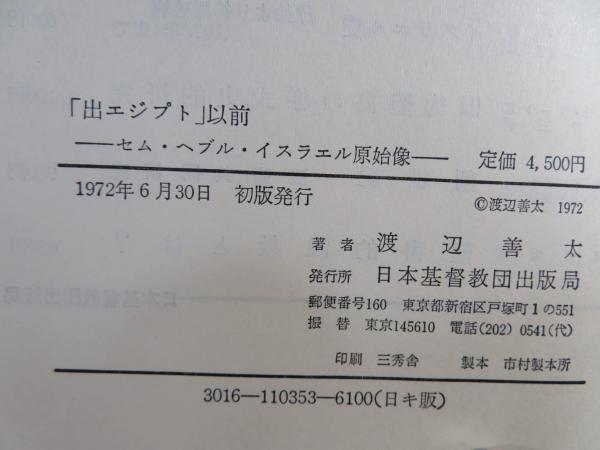 「出エジプト」以前
――セム・ヘブル・イスラエル原始像―― 定価 4,500円
1972年6月30日 初版発行
©渡辺善太 1972
著者 渡辺善太
発行所 日本基督教団出版局
郵便番号160 東京都新宿区戸塚町1の551
振替 東京145610 電話(202)0541(代)
印刷 三秀舎 製本 市村製本所
3016―110353―6100(日キ販)